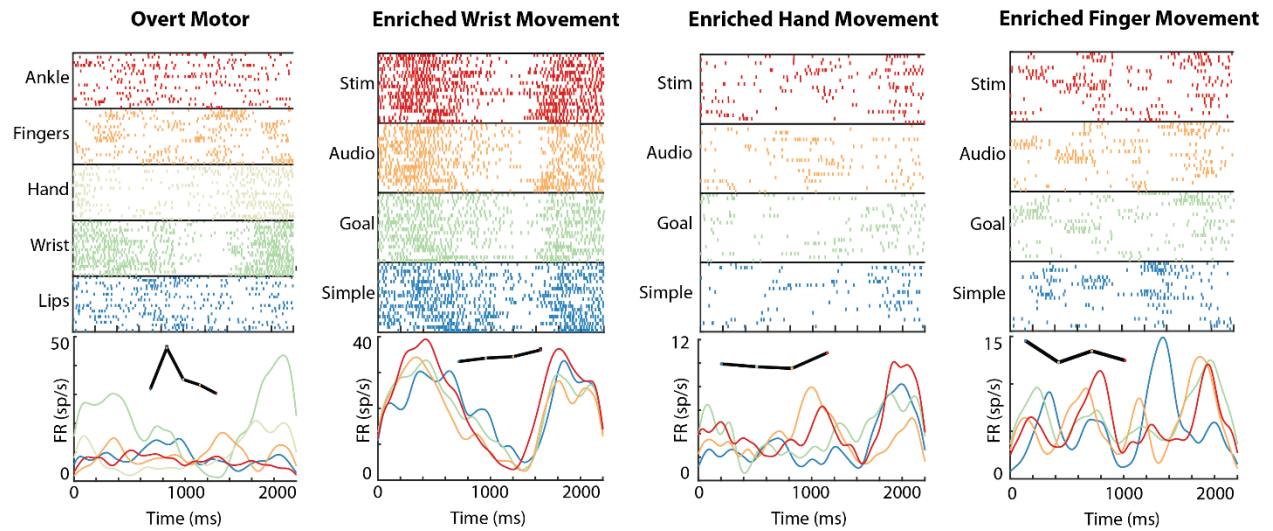 Overt Motor
Enriched Wrist Movement
Enriched Hand Movement
Enriched Finger Movement
Ankle
Fingers
Hand
Wrist
Lips
Stim
Audio
Goal
Simple
Stim
Audio
Goal
Simple
Stim
Audio
Goal
Simple
50
FR (sp/s)
0
0
1000
2000
Time (ms)
40
FR (sp/s)
0
0
1000
2000
Time (ms)
12
FR (sp/s)
0
0
1000
2000
Time (ms)
15
FR (sp/s)
0
0
1000
2000
Time (ms)